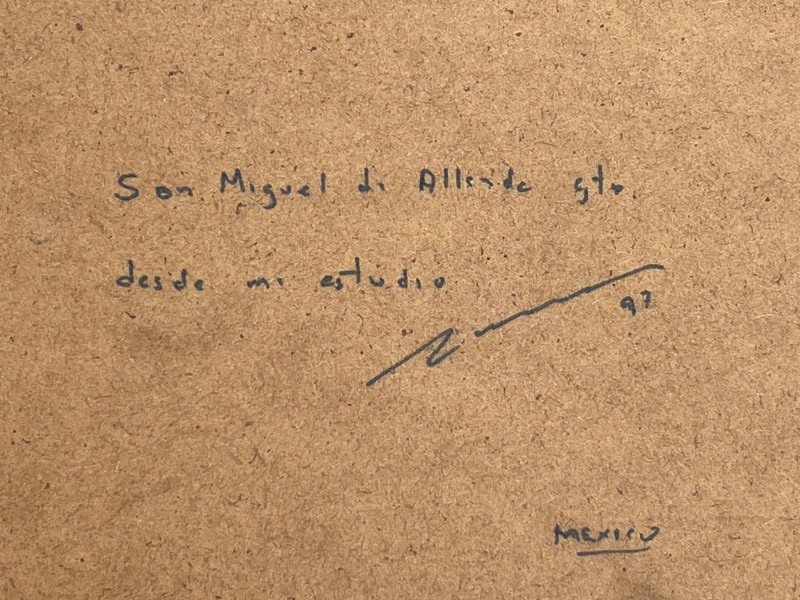 San Miguel de Allende gto.
desde mi estudio
97
MEXICO